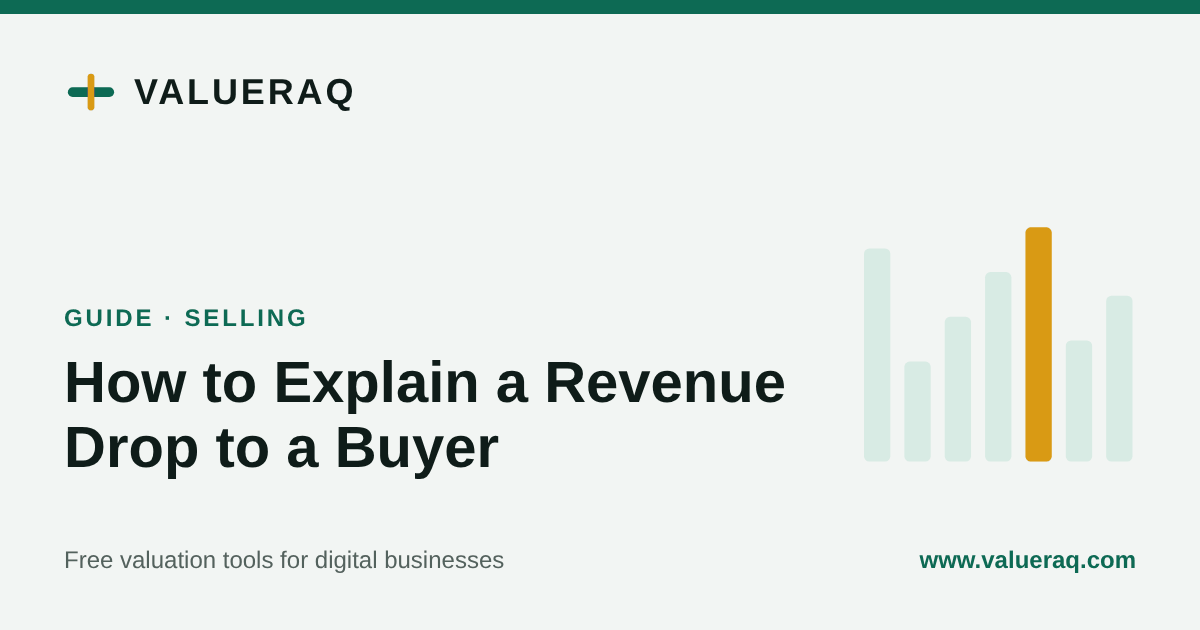 VALUERAQ
GUIDE · SELLING
How to Explain a Revenue
Drop to a Buyer
Free valuation tools for digital businesses
www.valueraq.com